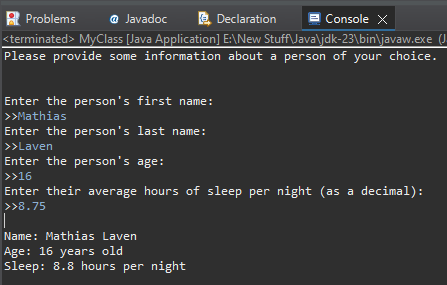 Problems @ Javadoc Declaration Console
<terminated> MyClass [Java Application] E:\New Stuff\Java\jdk-23\bin\javaw.exe (J
Please provide some information about a person of your choice.
Enter the person's first name:
>>Mathias
Enter the person's last name:
>>Laven
Enter the person's age:
>>16
Enter their average hours of sleep per night (as a decimal):
>>8.75
Name: Mathias Laven
Age: 16 years old
Sleep: 8.8 hours per night